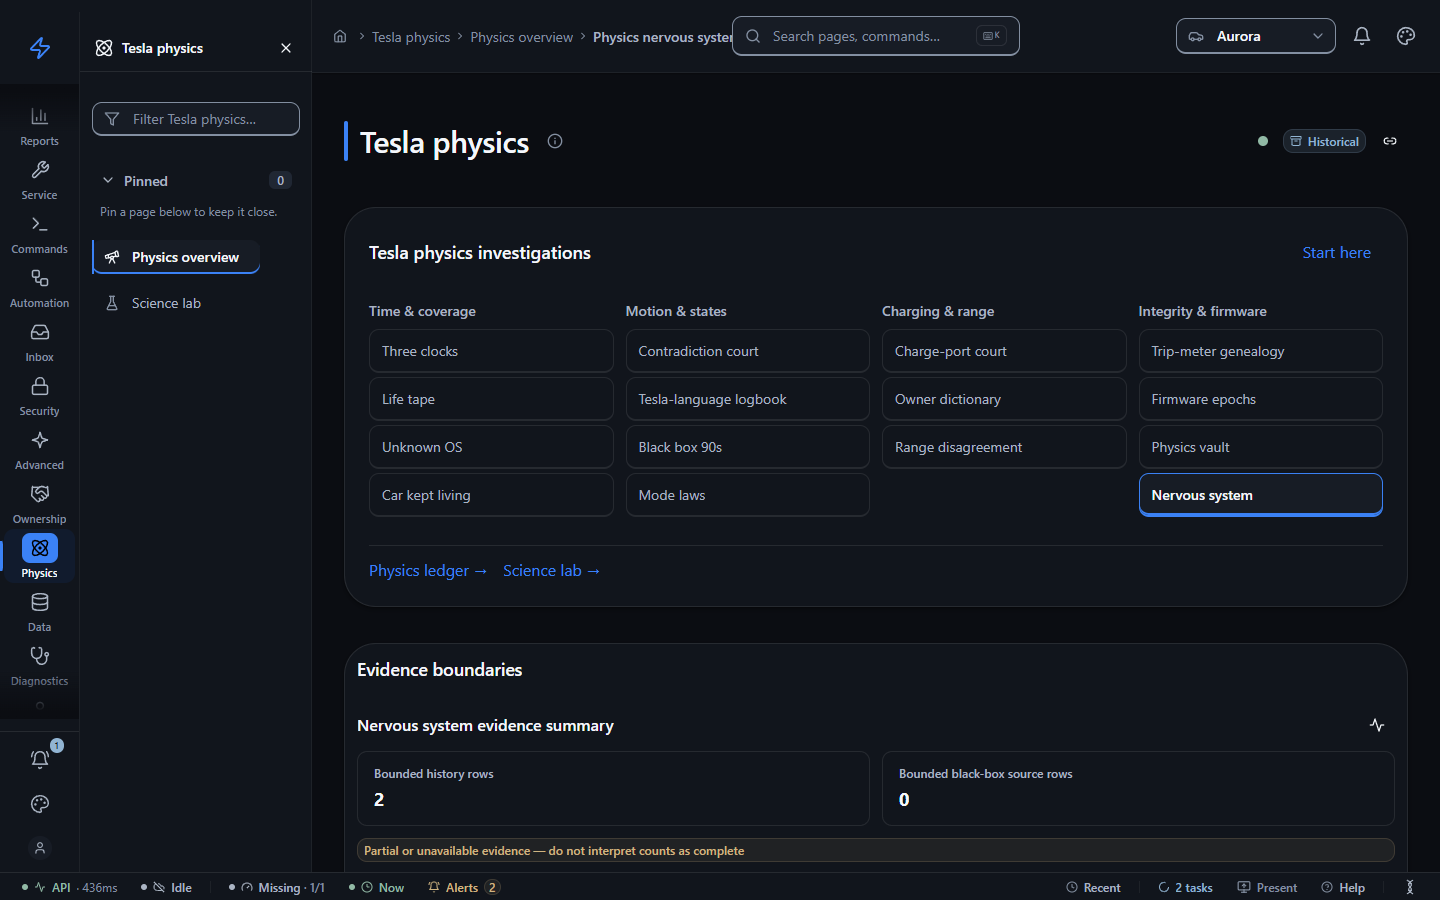 Tesla physics
Tesla physics
Physics overview
Physics nervous system
Search pages, commands...
K
Aurora
Reports
Service
Commands
Automation
Inbox
Security
Advanced
Ownership
Physics
Data
Diagnostics
1
Filter Tesla physics...
Pinned
0
Pin a page below to keep it close.
Physics overview
Science lab
Tesla physics
Historical
Tesla physics investigations
Start here
Time & coverage
Three clocks
Life tape
Unknown OS
Car kept living
Motion & states
Contradiction court
Tesla-language logbook
Black box 90s
Mode laws
Charging & range
Charge-port court
Owner dictionary
Range disagreement
Integrity & firmware
Trip-meter genealogy
Firmware epochs
Physics vault
Nervous system
Physics ledger →
Science lab →
Evidence boundaries
Nervous system evidence summary
Bounded history rows
2
Bounded black-box source rows
0
Partial or unavailable evidence — do not interpret counts as complete
API · 436ms
Idle
Missing · 1/1
Now
Alerts 2
Recent
2 tasks
Present
Help